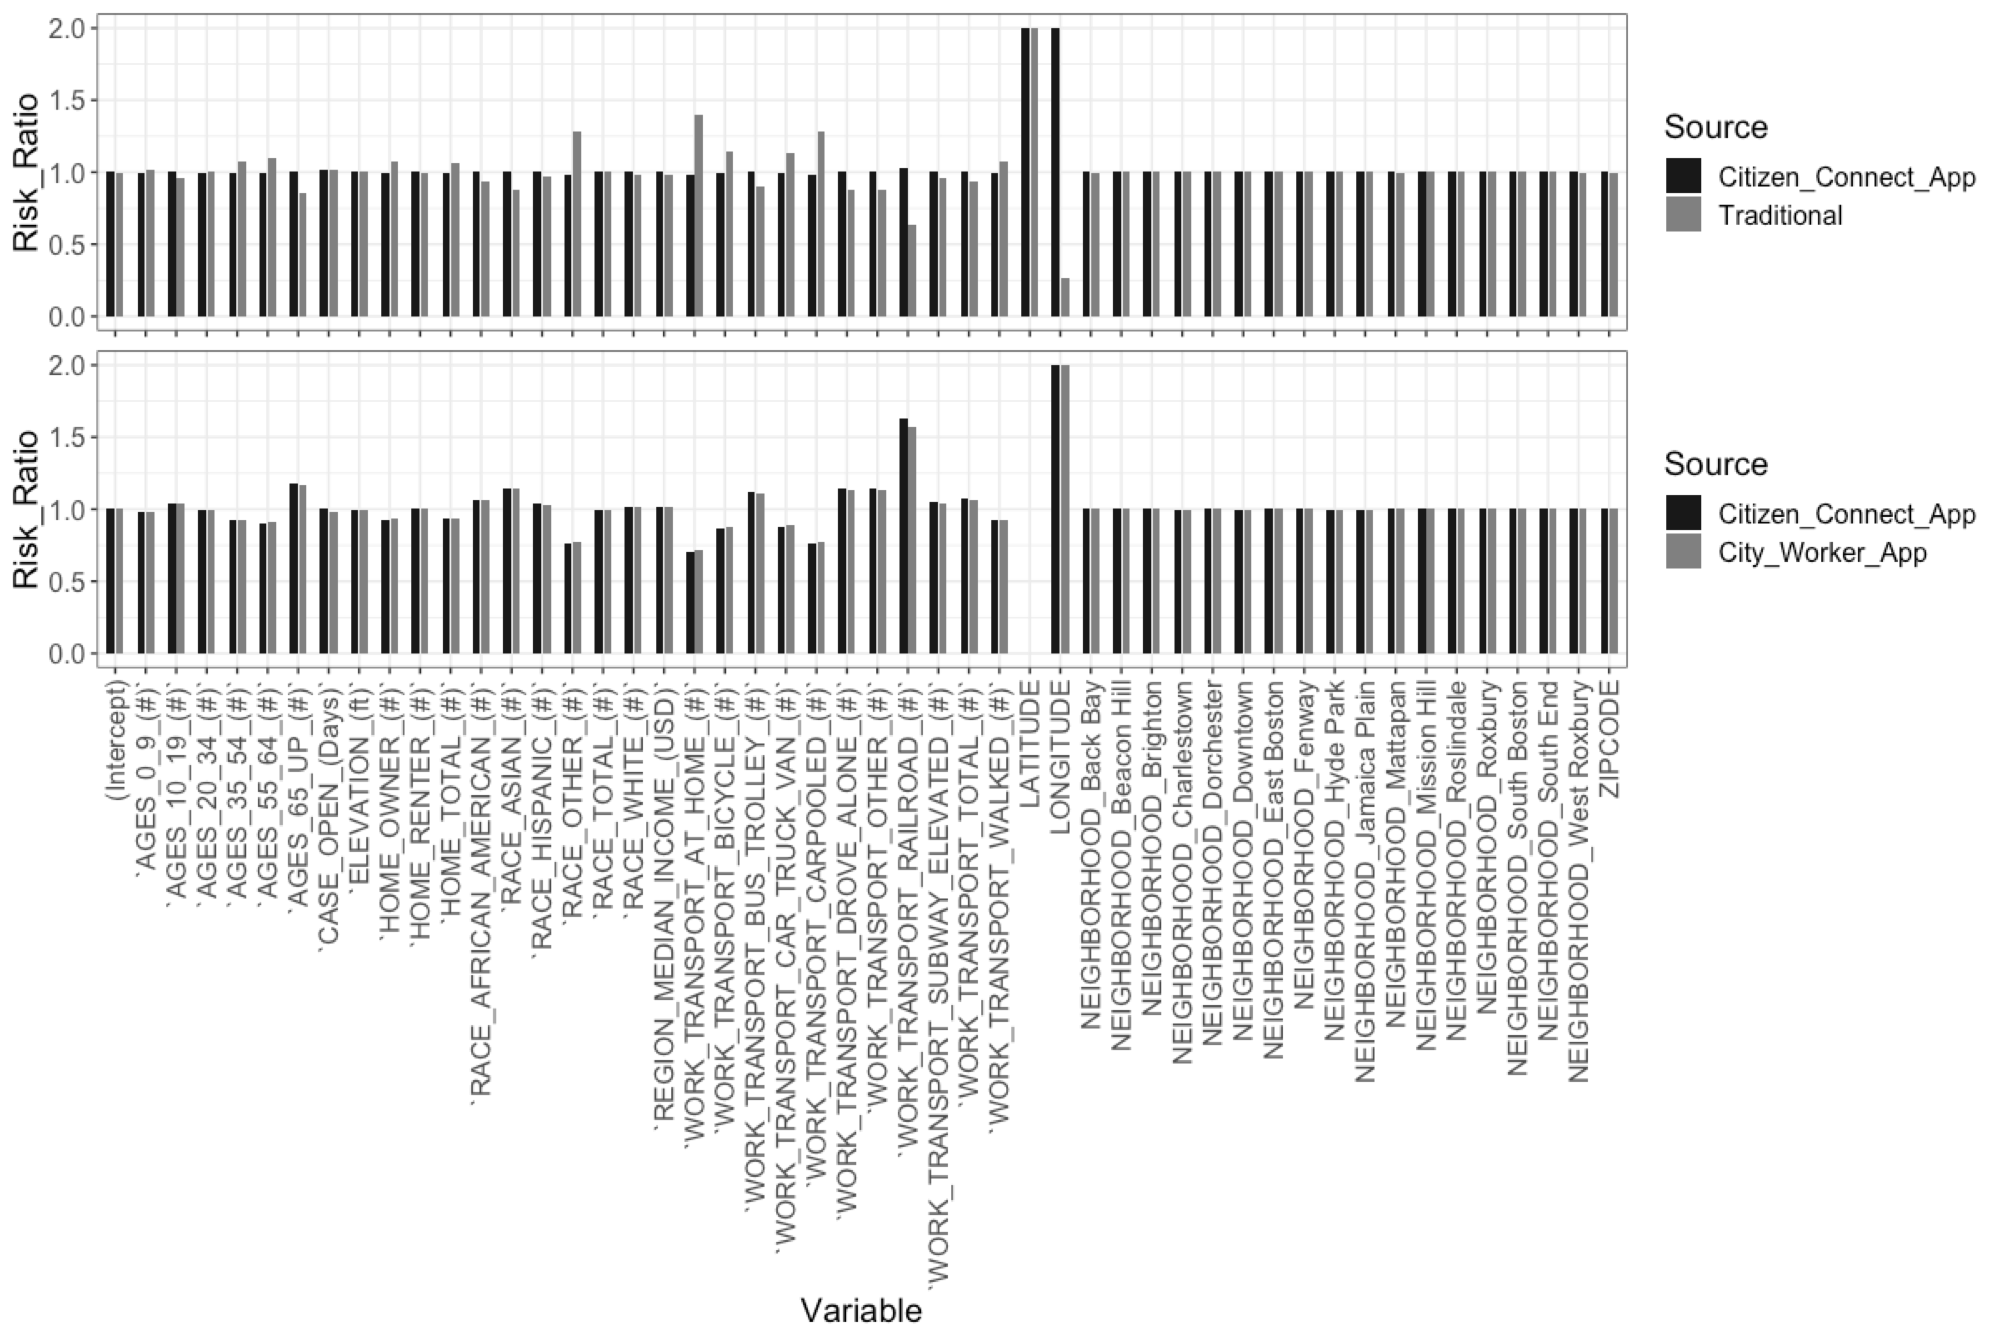 2.0
1.5
1.0
0.5
0.0
Risk_Ratio
Source
Citizen_Connect_App
Traditional
2.0
1.5
1.0
0.5
0.0
Risk_Ratio
Source
Citizen_Connect_App
City_Worker_App
(Intercept)
`AGES_0_9_(#)`
`AGES_10_19_(#)`
`AGES_20_34_(#)`
`AGES_35_54_(#)`
`AGES_55_64_(#)`
`AGES_65_UP_(#)`
`CASE_OPEN_(Days)`
`ELEVATION_(ft)`
`HOME_OWNER_(#)`
`HOME_RENTER_(#)`
`HOME_TOTAL_(#)`
`RACE_AFRICAN_AMERICAN_(#)`
`RACE_ASIAN_(#)`
`RACE_HISPANIC_(#)`
`RACE_OTHER_(#)`
`RACE_TOTAL_(#)`
`RACE_WHITE_(#)`
`REGION_MEDIAN_INCOME_(USD)`
`WORK_TRANSPORT_AT_HOME_(#)`
`WORK_TRANSPORT_BICYCLE_(#)`
`WORK_TRANSPORT_BUS_TROLLEY_(#)`
`WORK_TRANSPORT_CAR_TRUCK_VAN_(#)`
`WORK_TRANSPORT_CARPOOLED_(#)`
`WORK_TRANSPORT_DROVE_ALONE_(#)`
`WORK_TRANSPORT_OTHER_(#)`
`WORK_TRANSPORT_RAILROAD_(#)`
`WORK_TRANSPORT_SUBWAY_ELEVATED_(#)`
`WORK_TRANSPORT_TOTAL_(#)`
`WORK_TRANSPORT_WALKED_(#)`
LATITUDE
LONGITUDE
NEIGHBORHOOD_Back Bay
NEIGHBORHOOD_Beacon Hill
NEIGHBORHOOD_Brighton
NEIGHBORHOOD_Charlestown
NEIGHBORHOOD_Dorchester
NEIGHBORHOOD_Downtown
NEIGHBORHOOD_East Boston
NEIGHBORHOOD_Fenway
NEIGHBORHOOD_Hyde Park
NEIGHBORHOOD_Jamaica Plain
NEIGHBORHOOD_Mattapan
NEIGHBORHOOD_Mission Hill
NEIGHBORHOOD_Roslindale
NEIGHBORHOOD_Roxbury
NEIGHBORHOOD_South Boston
NEIGHBORHOOD_South End
NEIGHBORHOOD_West Roxbury
ZIPCODE
Variable